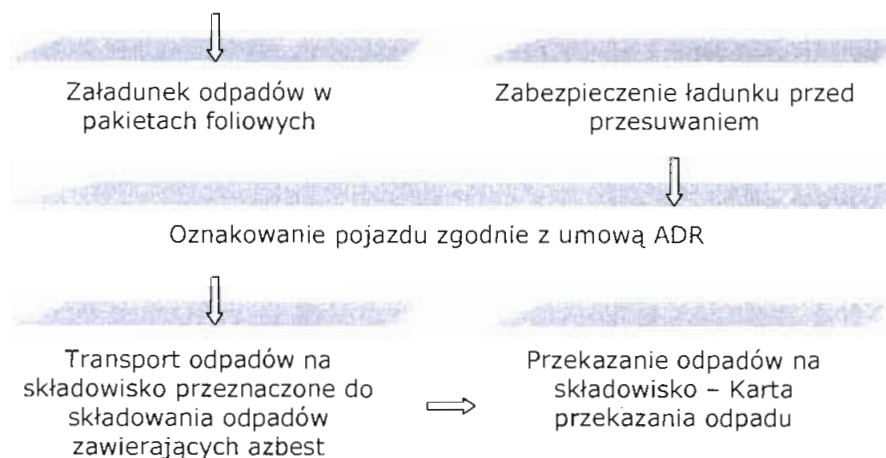 Załadunek odpadów w
pakietach foliowych
Zabezpieczenie ładunku przed
przesuwaniem
Oznakowanie pojazdu zgodnie z umową ADR
Transport odpadów na
składowisko przeznaczone do
składowania odpadów
zawierających azbest
Przekazanie odpadów na
składowisko – Karta
przekazania odpadu